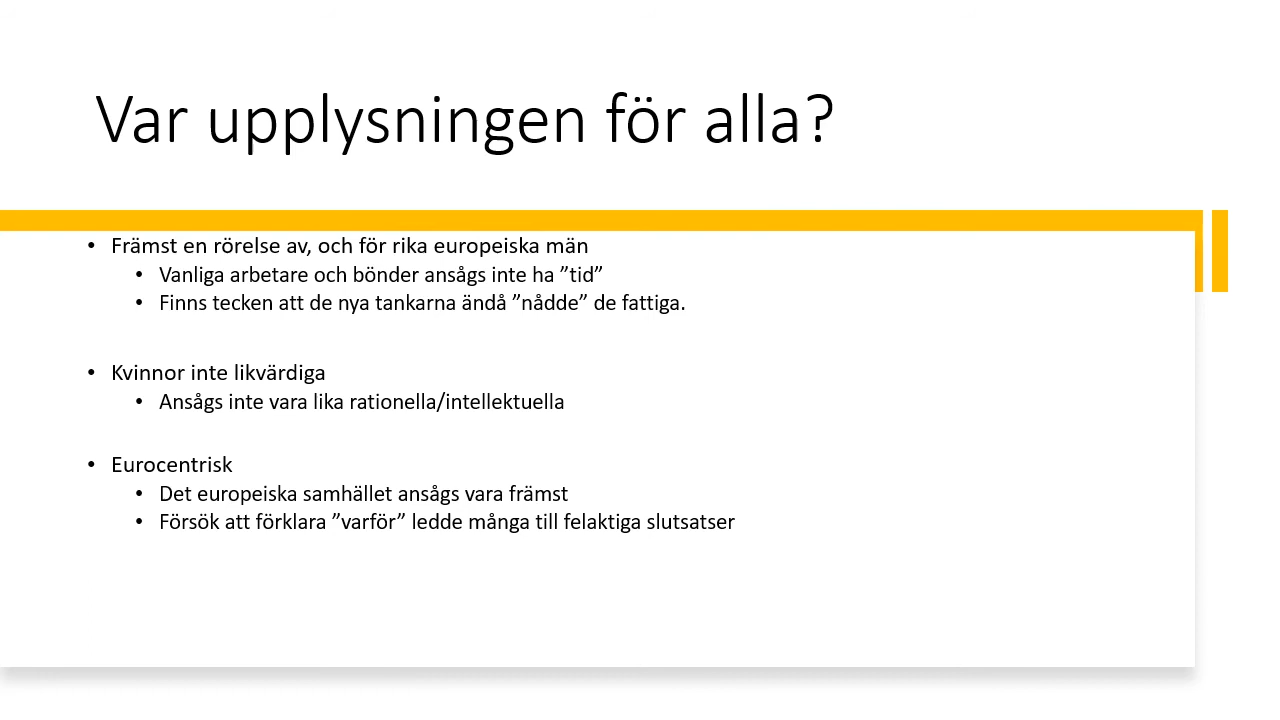 Var upplysningen för alla?
• Främst en rörelse av, och för rika europeiska män
• Vanliga arbetare och bönder ansågs inte ha ”tid”
• Finns tecken att de nya tankarna ändå ”nådde” de fattiga.
• Kvinnor inte likvärdiga
• Ansågs inte vara lika rationella/intellektuella
• Eurocentrisk
• Det europeiska samhället ansågs vara främst
• Försök att förklara ”varför” ledde många till felaktiga slutsatser